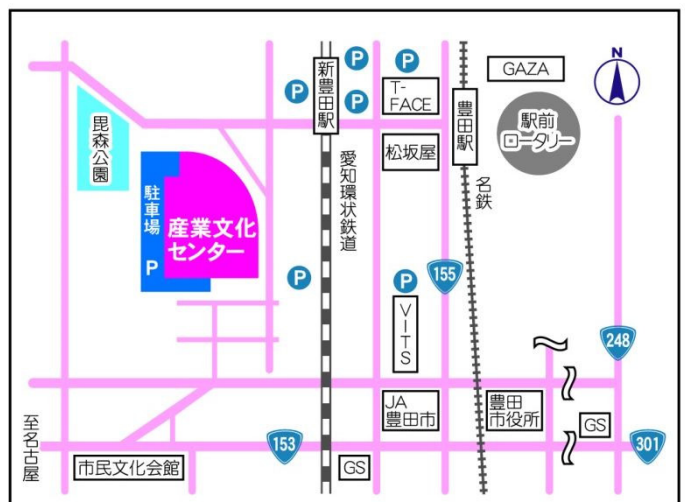 P
P
新豊田駅
P
P
T-
FACE
豊田駅
GAZA
N
駅前
ロータリー
松坂屋
名鉄
愛知環状鉄道
毘森公園
駐車場
P
産業文化
センター
P
P
155
VITS
248
JA
豊田市
豊田
市役所
GS
至名古屋
153
301
市民文化会館
GS